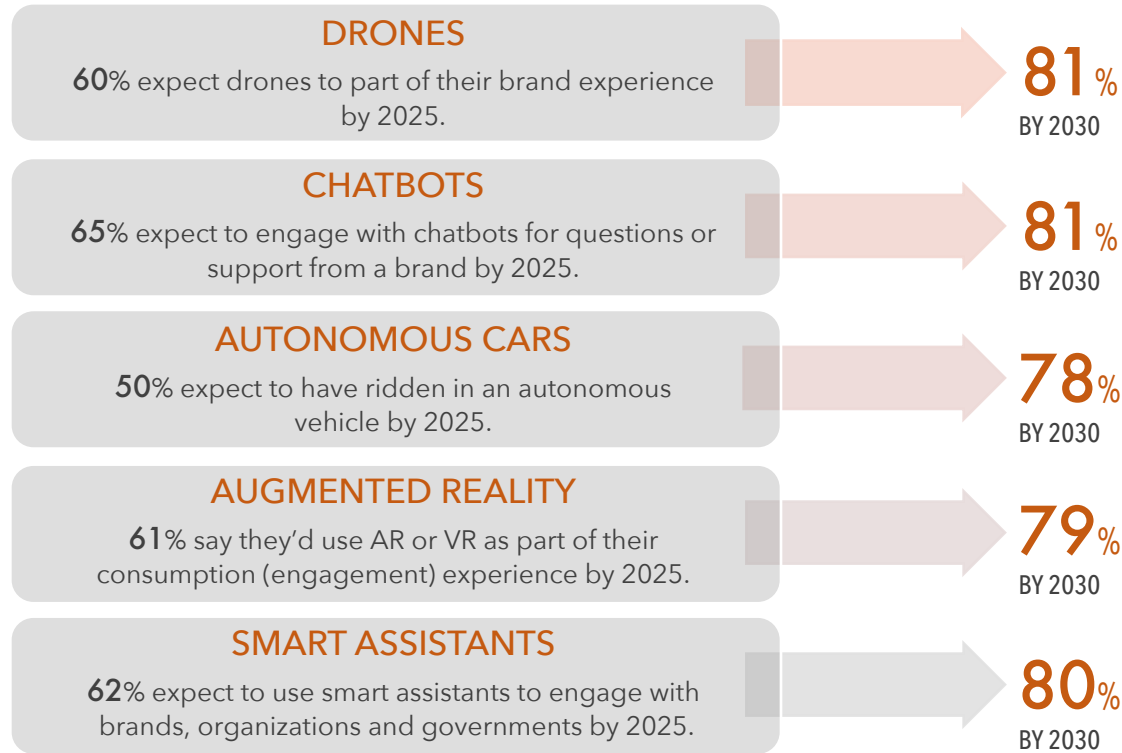 DRONES
60% expect drones to part of their brand experience
by 2025.
81%
BY 2030
CHATBOTS
65% expect to engage with chatbots for questions or
support from a brand by 2025.
81%
BY 2030
AUTONOMOUS CARS
50% expect to have ridden in an autonomous
vehicle by 2025.
78%
BY 2030
AUGMENTED REALITY
61% say they’d use AR or VR as part of their
consumption (engagement) experience by 2025.
79%
BY 2030
SMART ASSISTANTS
62% expect to use smart assistants to engage with
brands, organizations and governments by 2025.
80%
BY 2030